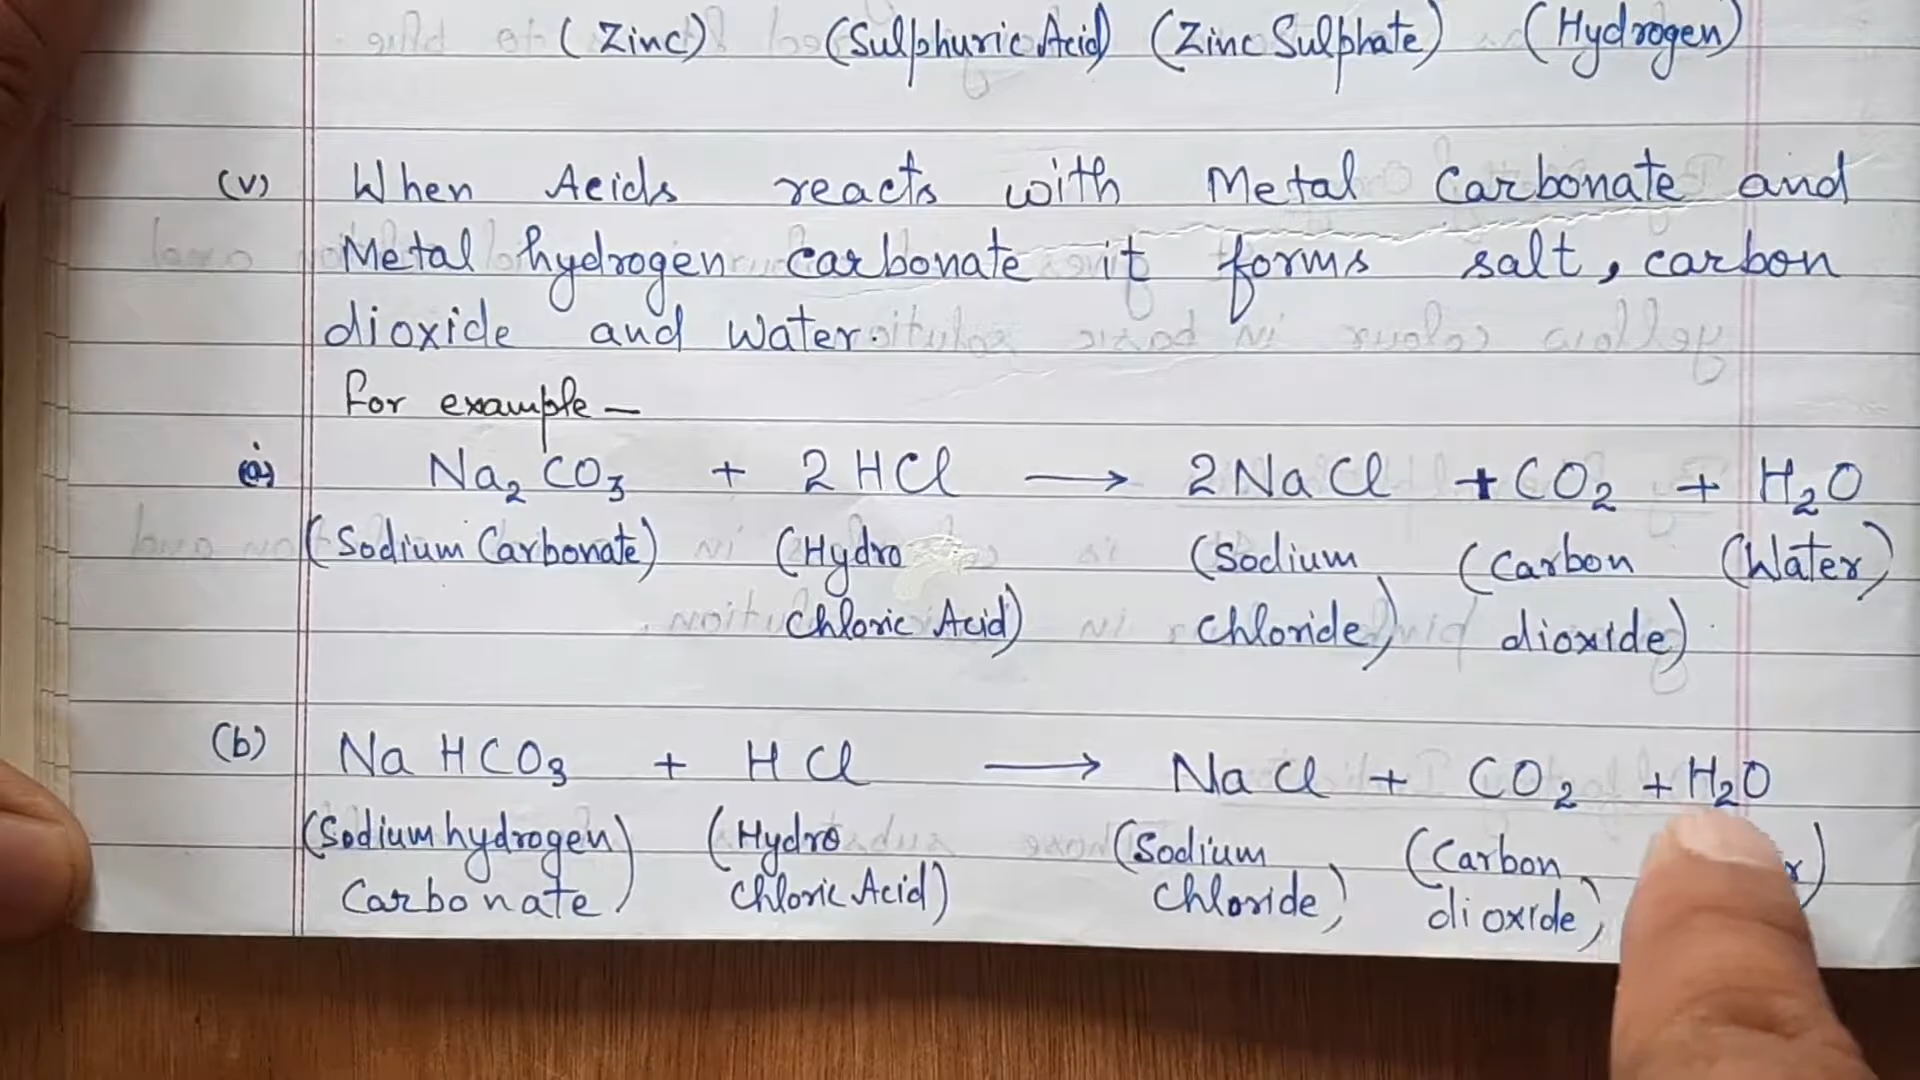 (Zinc) (Sulphuric Acid) (Zinc Sulphate) (Hydrogen)
(v) When Acids reacts with Metal Carbonate and
Metal hydrogen carbonate it forms salt, carbon
dioxide and Water.
For example –
(a) Na₂CO₃ + 2HCl → 2NaCl + CO₂ + H₂O
(Sodium Carbonate) (Hydro (Sodium (Carbon (Water)
Chloric Acid) Chloride) dioxide)
(b) NaHCO₃ + HCl → NaCl + CO₂ + H₂O
(Sodium hydrogen) (Hydro (Sodium (Carbon
Carbonate) Chloric Acid) Chloride) dioxide)